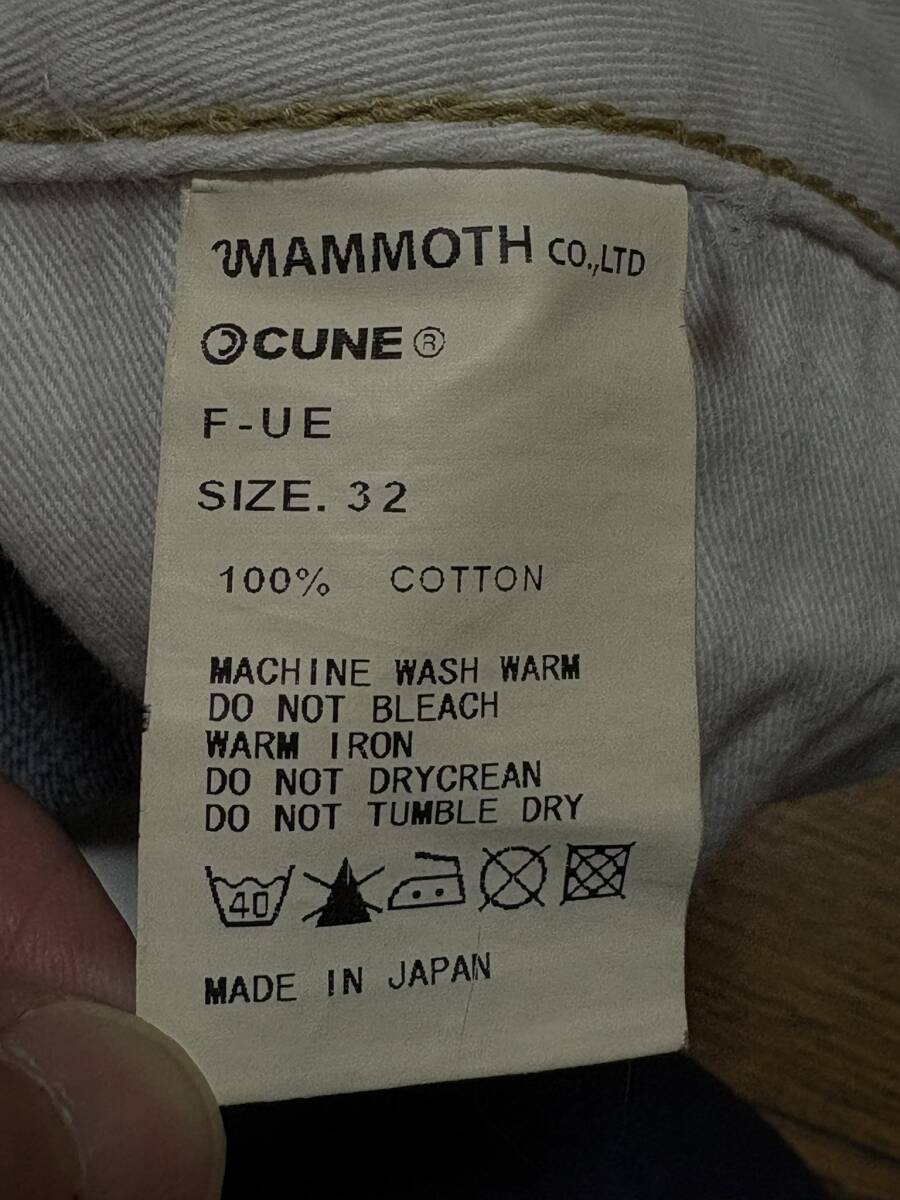 MAMMOTH CO.,LTD
CUNE®
F-UE
SIZE. 32
100% COTTON
MACHINE WASH WARM
DO NOT BLEACH
WARM IRON
DO NOT DRYCREAN
DO NOT TUMBLE DRY
40
MADE IN JAPAN